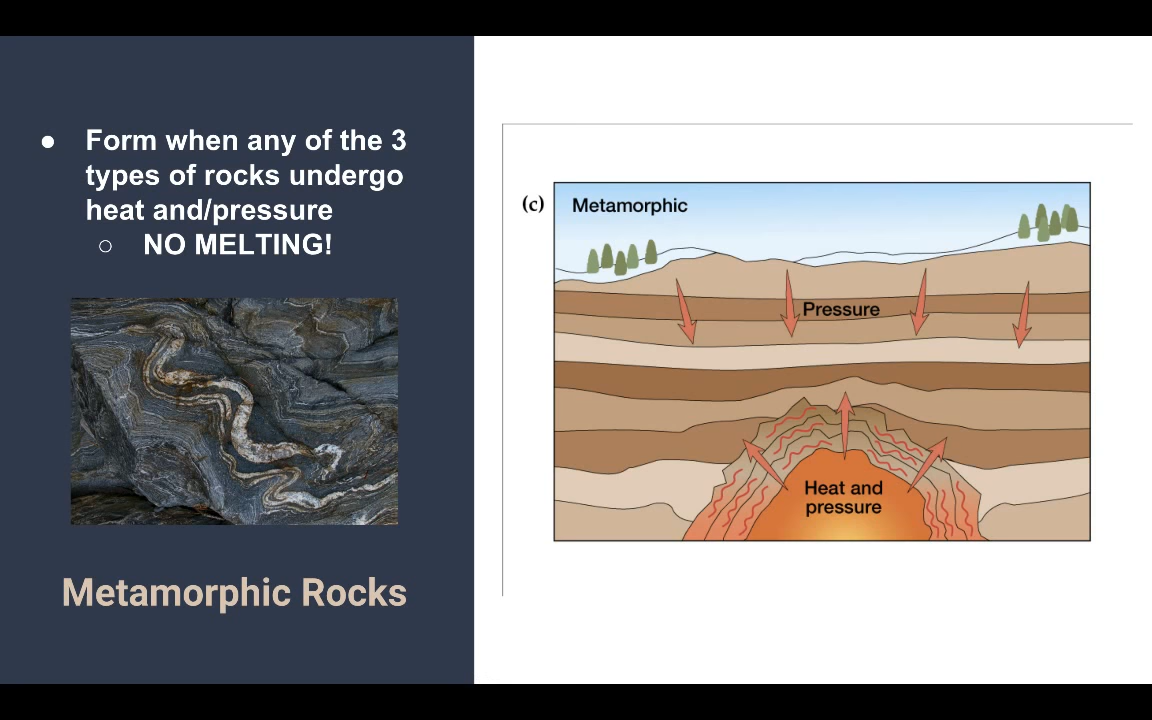 ● Form when any of the 3
types of rocks undergo
heat and/pressure
○ NO MELTING!
Metamorphic Rocks
(c)
Metamorphic
Pressure
Heat and
pressure